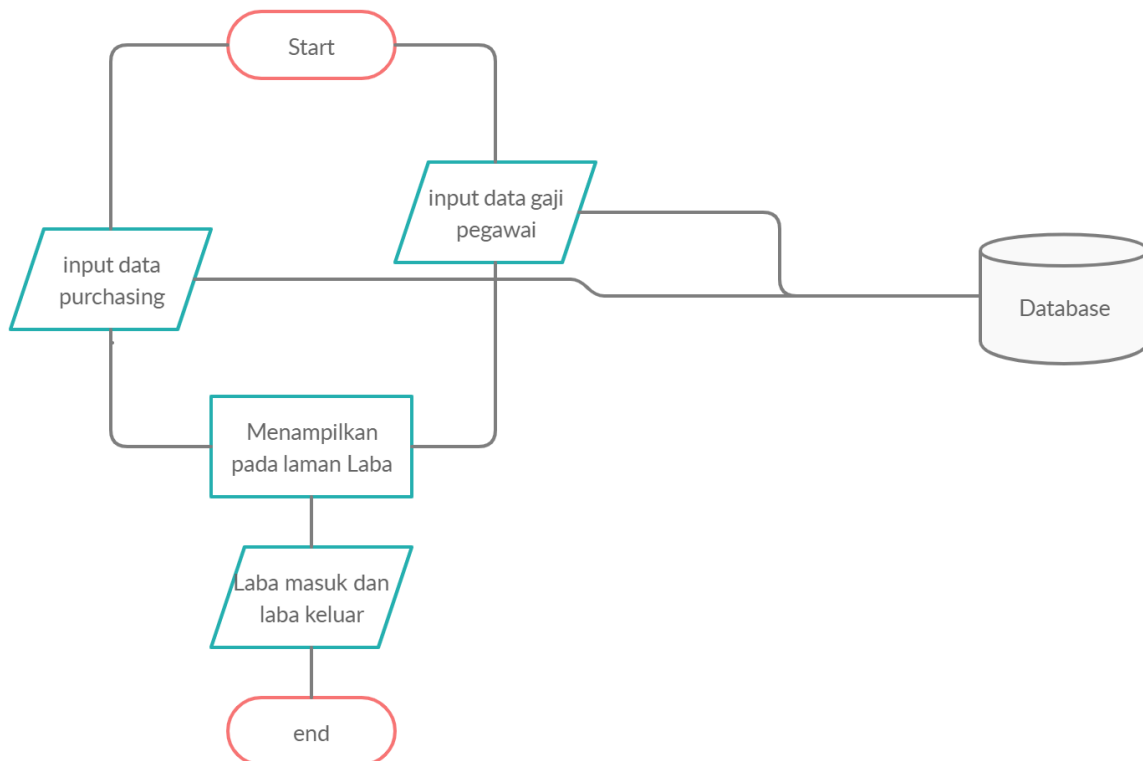 Start
input data gaji
pegawai
input data
purchasing
Database
Menampilkan
pada laman Laba
Laba masuk dan
laba keluar
end